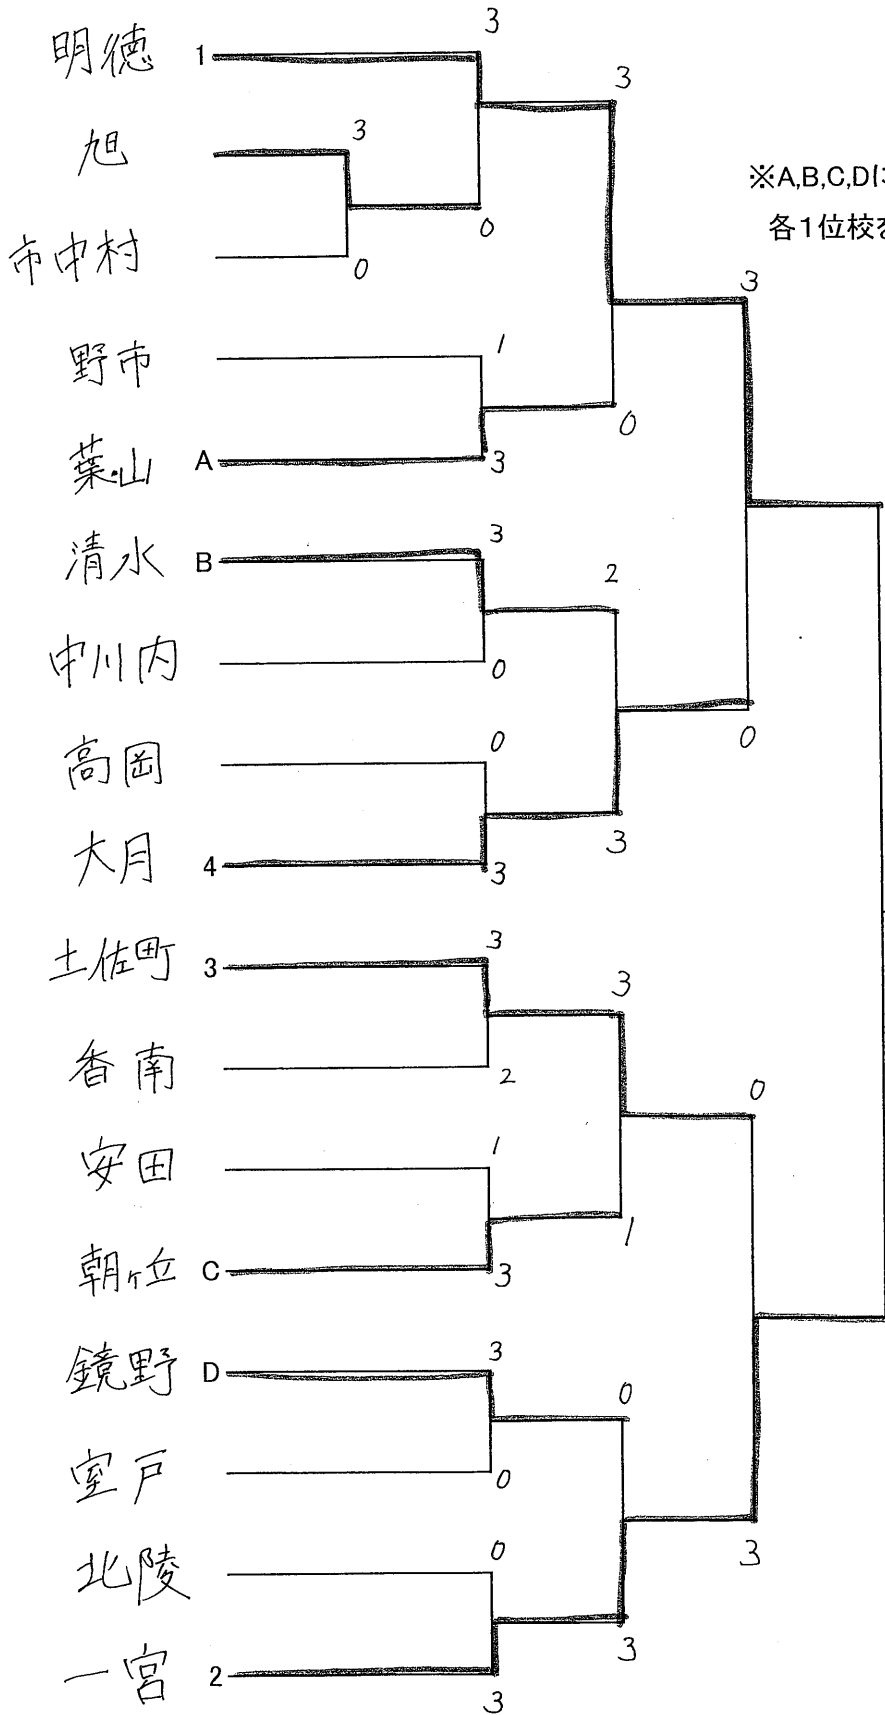 3
明徳 1
3
旭 3
※A,B,C,Dに
0
各1位校を
市中村 0
3
野市 1
0
葉山 A 3
清水 B 3
2
中川内 0
高岡 0
0
大月 4 3
3
土佐町 3 3
3
香南 2
0
安田 1
1
朝ヶ丘 C 3
鏡野 D 3
0
室戸 0
北陵 0
3
3
一宮 2
3